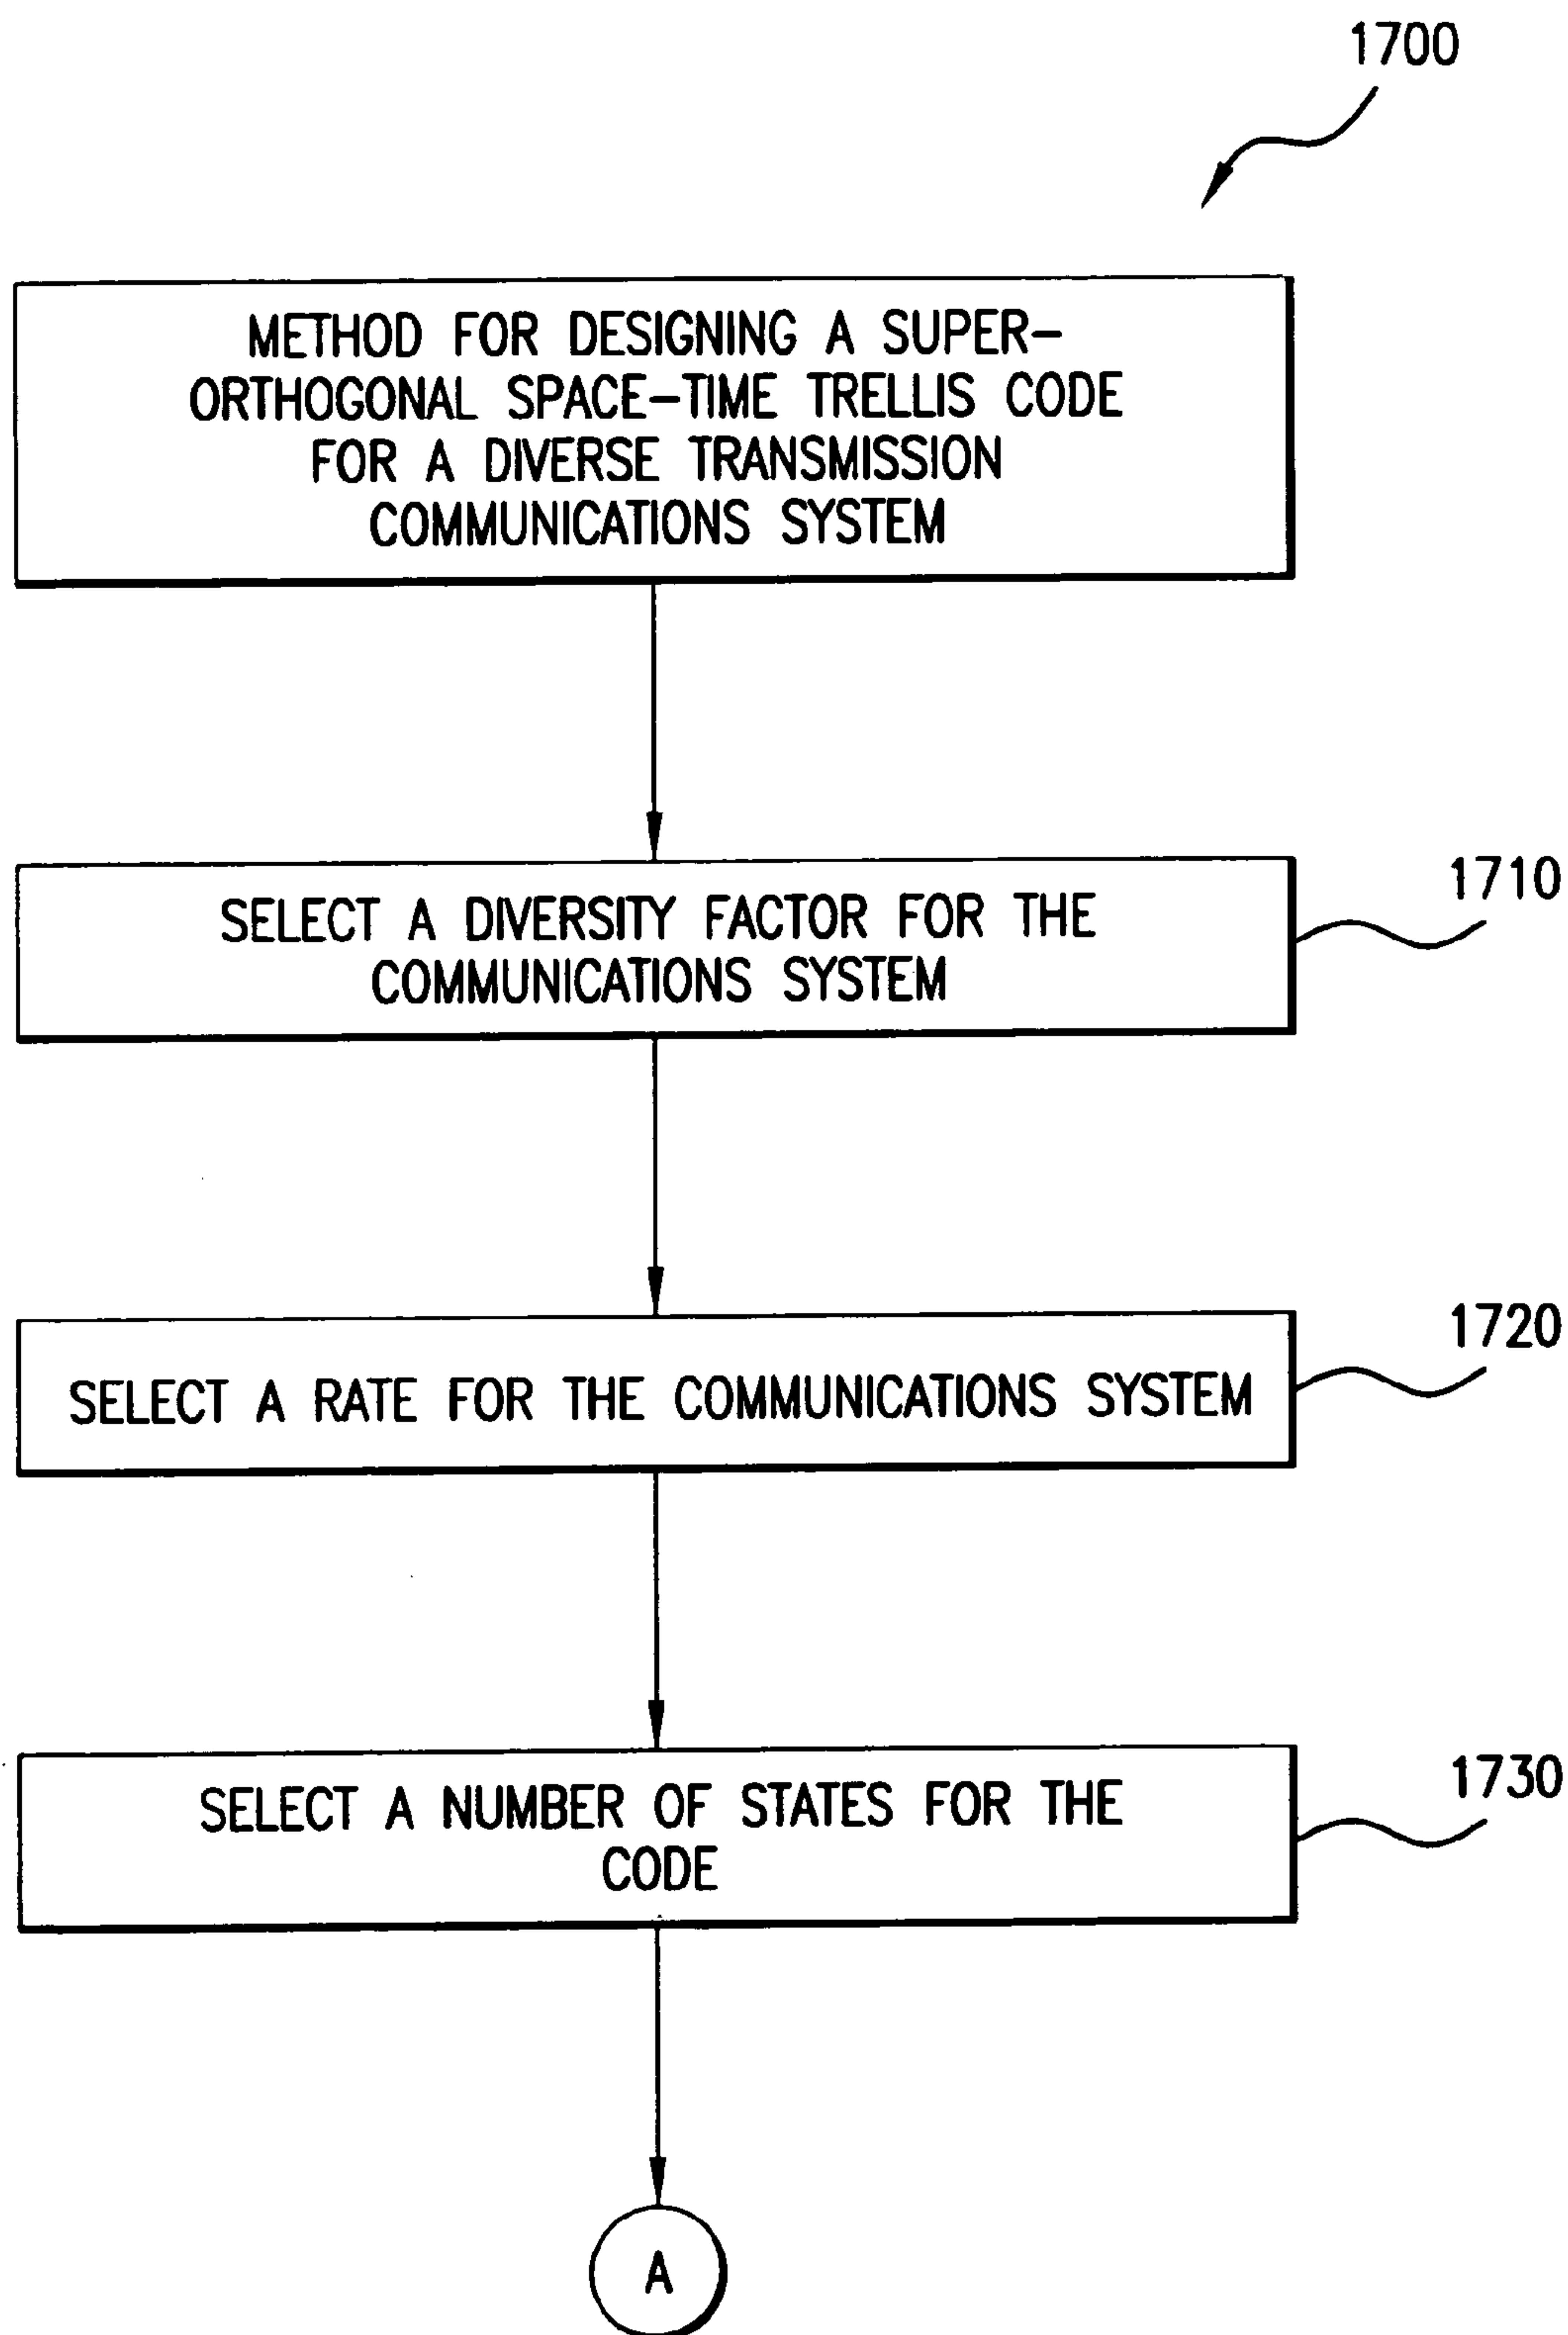 1700
METHOD FOR DESIGNING A SUPER-
ORTHOGONAL SPACE-TIME TRELLIS CODE
FOR A DIVERSE TRANSMISSION
COMMUNICATIONS SYSTEM
SELECT A DIVERSITY FACTOR FOR THE
COMMUNICATIONS SYSTEM
1710
SELECT A RATE FOR THE COMMUNICATIONS SYSTEM
1720
SELECT A NUMBER OF STATES FOR THE
CODE
1730
A